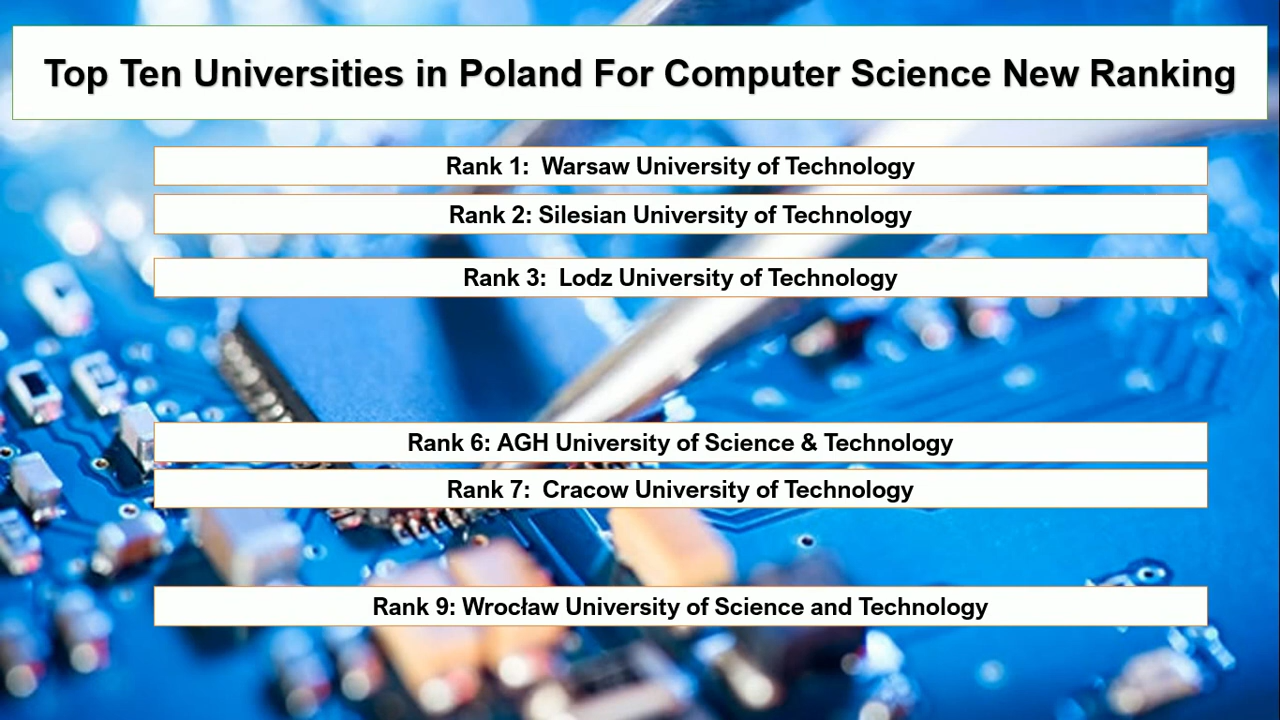 Top Ten Universities in Poland For Computer Science New Ranking
Rank 1: Warsaw University of Technology
Rank 2: Silesian University of Technology
Rank 3: Lodz University of Technology
Rank 6: AGH University of Science & Technology
Rank 7: Cracow University of Technology
Rank 9: Wrocław University of Science and Technology